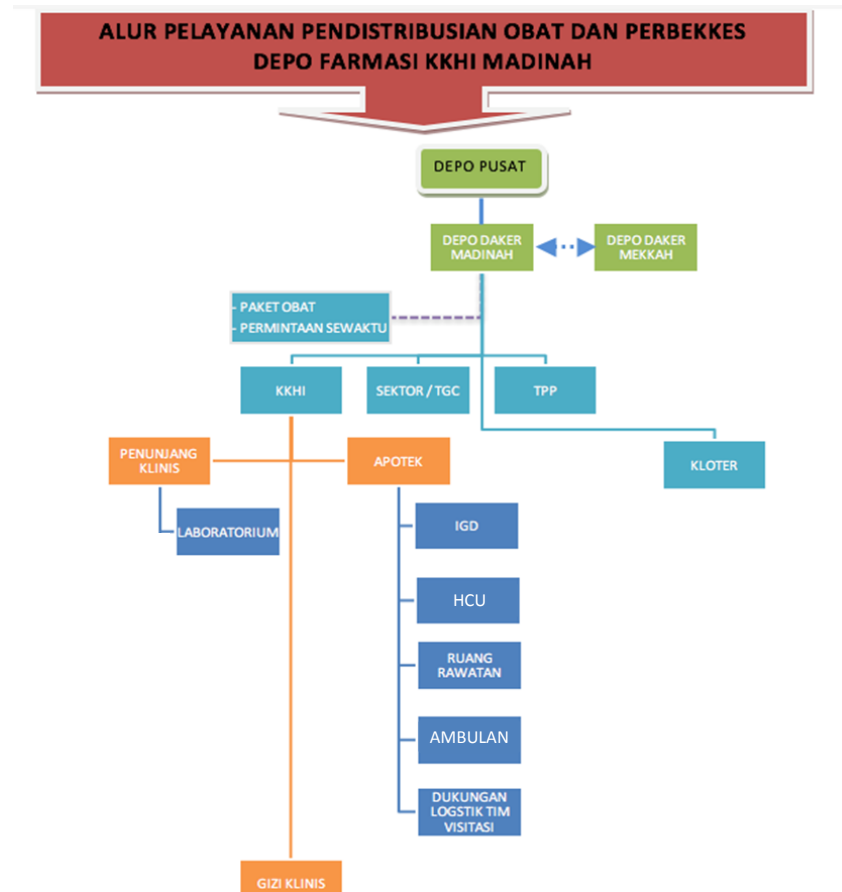 ALUR PELAYANAN PENDISTRIBUSIAN OBAT DAN PERBEKKES
DEPO FARMASI KKHI MADINAH
DEPO PUSAT
DEPO DAKER
MADINAH
DEPO DAKER
MEKKAH
- PAKET OBAT
- PERMINTAAN SEWAKTU
KKHI
SEKTOR / TGC
TPP
KLOTER
PENUNJANG
KLINIS
APOTEK
LABORATORIUM
IGD
HCU
RUANG
RAWATAN
AMBULAN
DUKUNGAN
LOGSTIK TIM
VISITASI
GIZI KLINIS